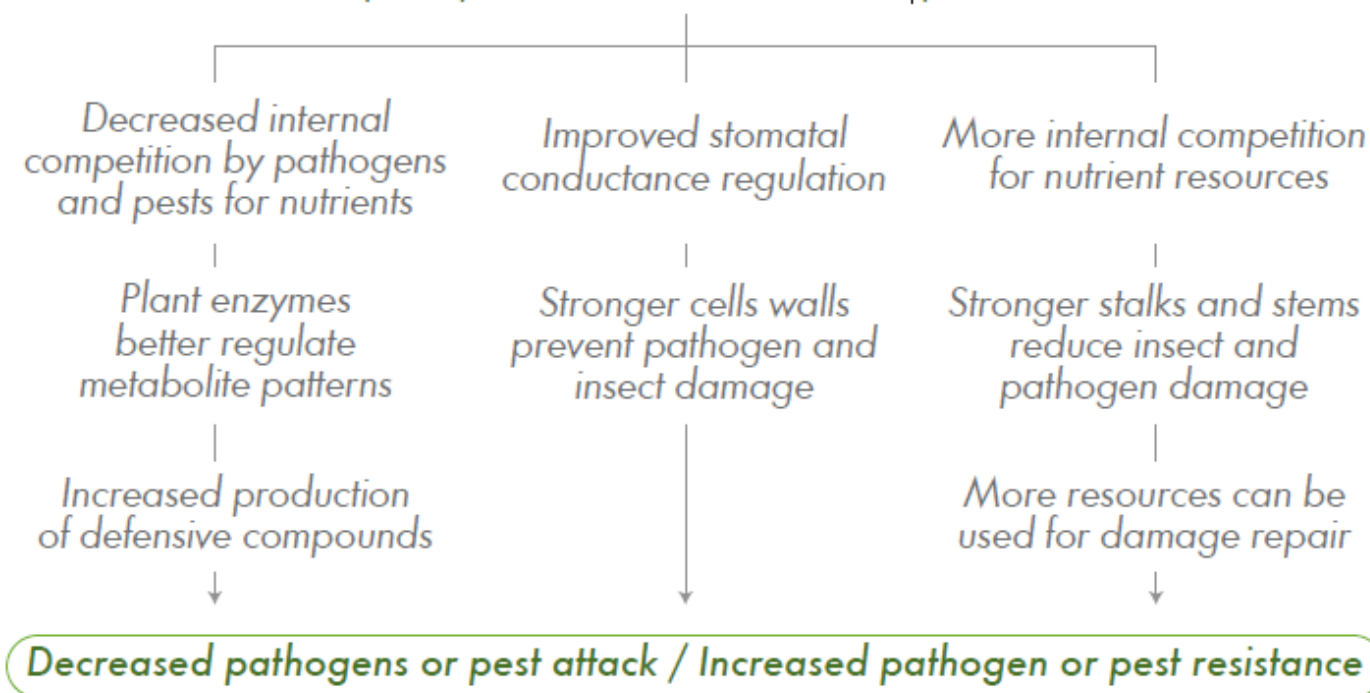 Decreased internal
competition by pathogens
and pests for nutrients
Plant enzymes
better regulate
metabolite patterns
Increased production
of defensive compounds
Improved stomatal
conductance regulation
Stronger cells walls
prevent pathogen and
insect damage
More internal competition
for nutrient resources
Stronger stalks and stems
reduce insect and
pathogen damage
More resources can be
used for damage repair
Decreased pathogens or pest attack / Increased pathogen or pest resistance